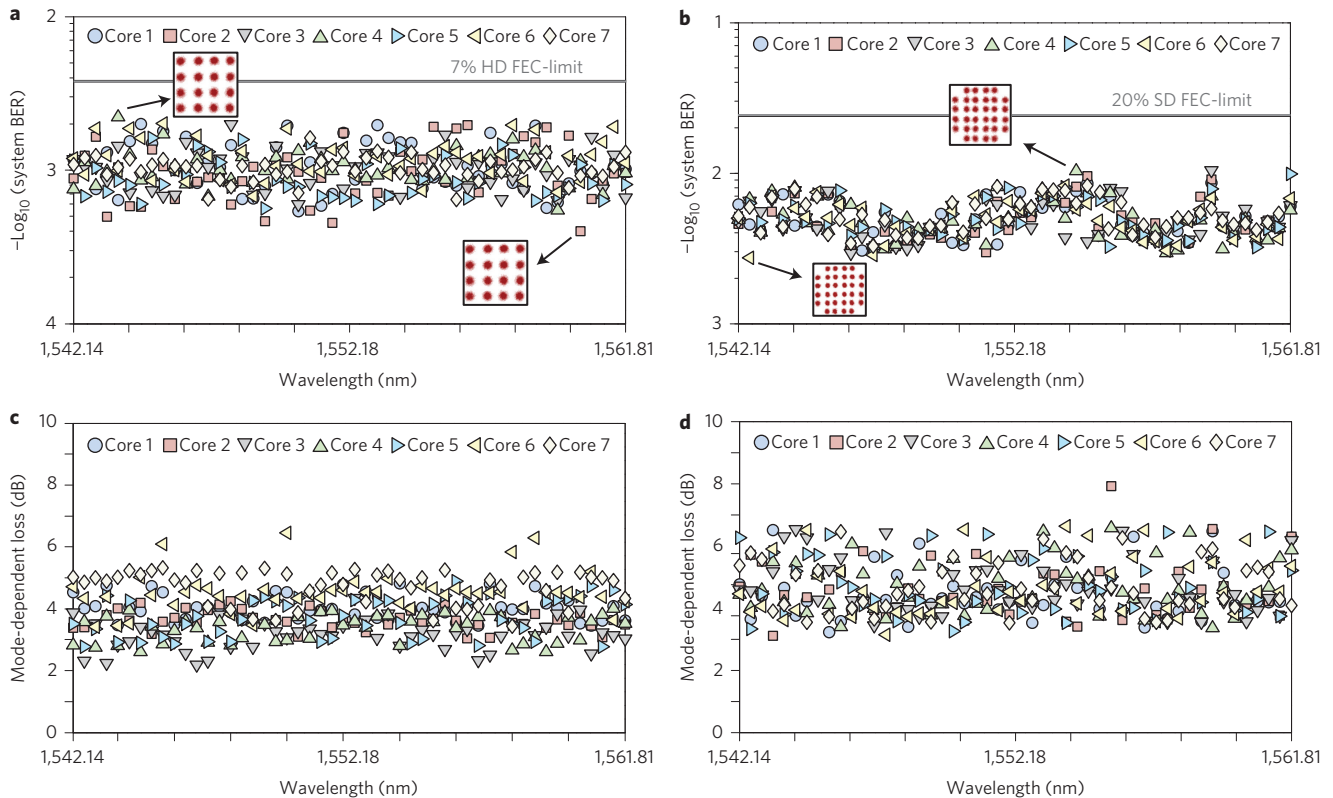 a
−Log10 (system BER)
2
3
4
Core 1 Core 2 Core 3 Core 4 Core 5 Core 6 Core 7
7% HD FEC-limit
1,542.14 1,552.18 1,561.81
Wavelength (nm)
b
−Log10 (system BER)
1
2
3
Core 1 Core 2 Core 3 Core 4 Core 5 Core 6 Core 7
20% SD FEC-limit
1,542.14 1,552.18 1,561.81
Wavelength (nm)
c
Mode-dependent loss (dB)
10
8
6
4
2
0
Core 1 Core 2 Core 3 Core 4 Core 5 Core 6 Core 7
1,542.14 1,552.18 1,561.81
Wavelength (nm)
d
Mode-dependent loss (dB)
10
8
6
4
2
0
Core 1 Core 2 Core 3 Core 4 Core 5 Core 6 Core 7
1,542.14 1,552.18 1,561.81
Wavelength (nm)